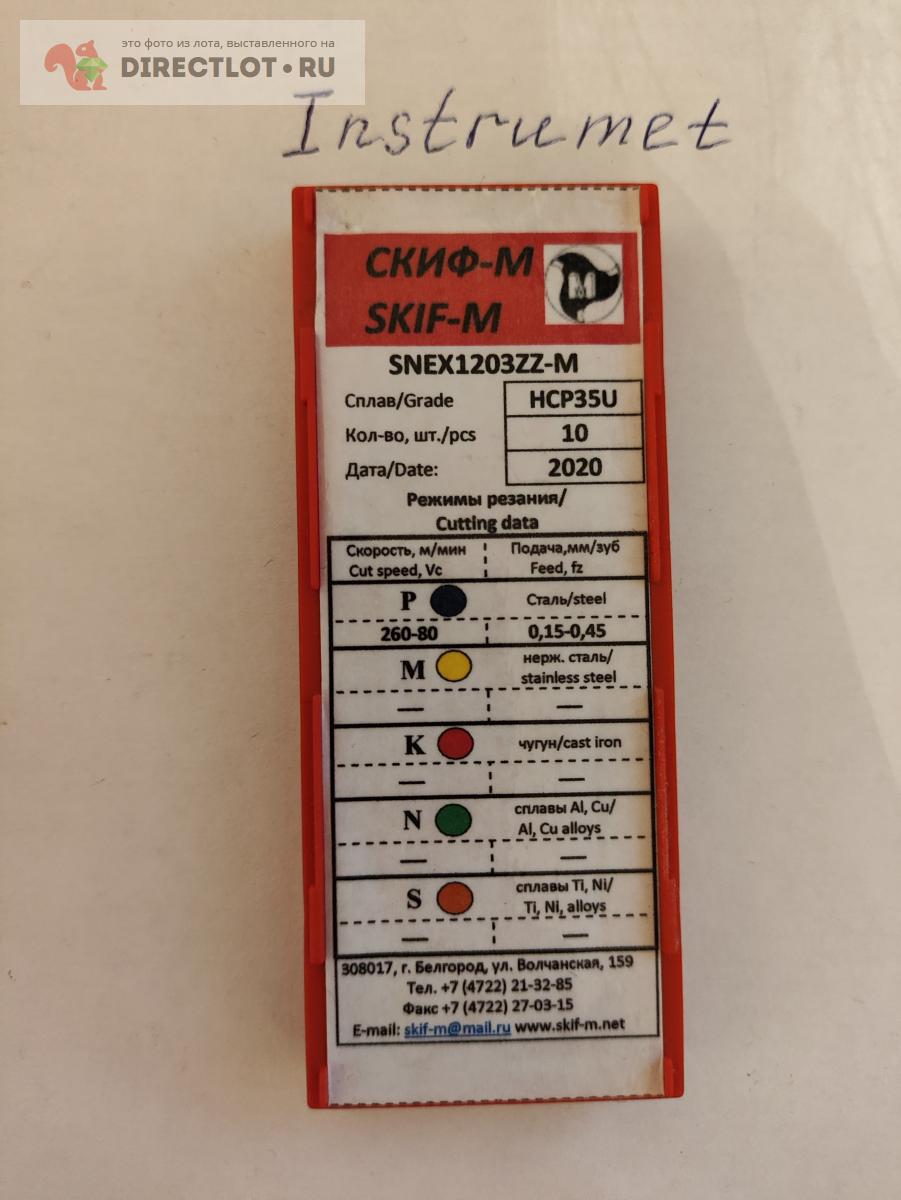 это фото из лота, выставленного на
DIRECTLOT.RU
Instrumet
СКИФ-М
SKIF-M
M
SNEX1203ZZ-M
Сплав/Grade HCP35U
Кол-во, шт./pcs 10
Дата/Date: 2020
Режимы резания/
Cutting data
Скорость, м/мин Подача,мм/зуб
Cut speed, Vc Feed, fz
P Сталь/steel
260-80 0,15-0,45
M нерж. сталь/
stainless steel
— —
K чугун/cast iron
— —
N сплавы Al, Cu/
Al, Cu alloys
— —
S сплавы Ti, Ni/
Ti, Ni, alloys
— —
308017, г. Белгород, ул. Волчанская, 159
Тел. +7 (4722) 21-32-85
Факс +7 (4722) 27-03-15
E-mail: skif-m@mail.ru www.skif-m.net